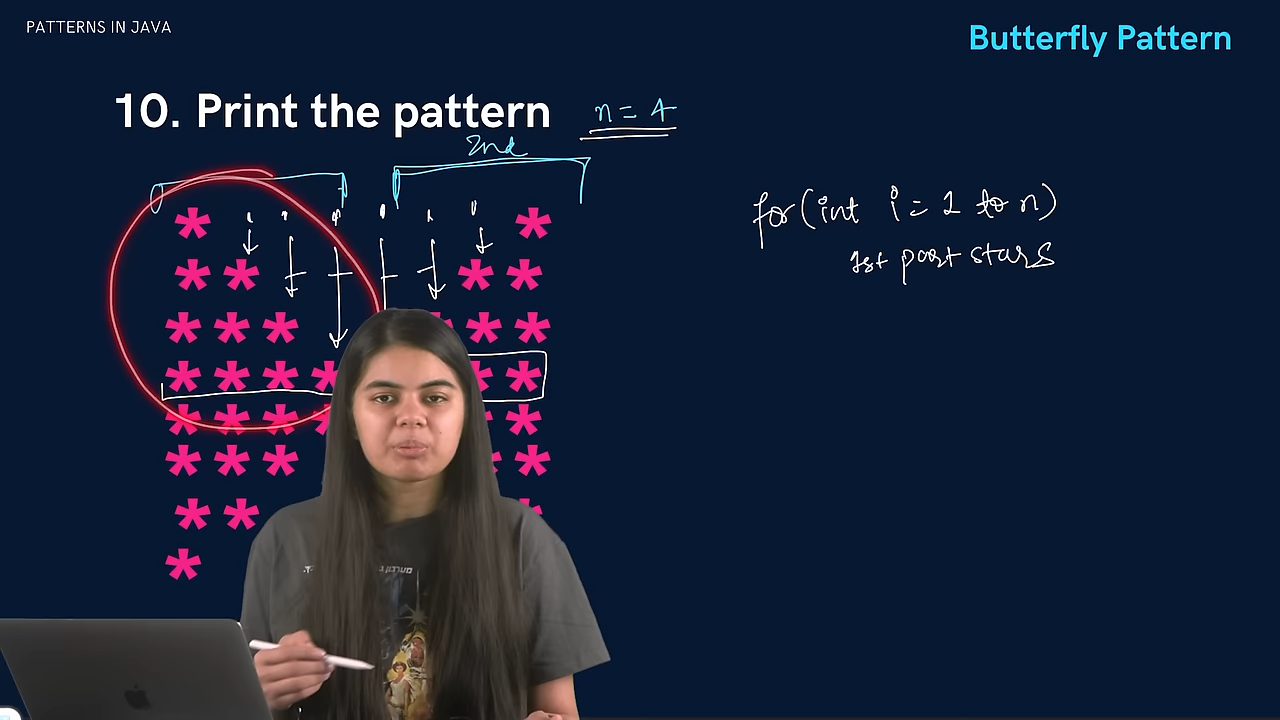 PATTERNS IN JAVA
Butterfly Pattern
10. Print the pattern
n = 4
2nd
for(int i = 1 to n)
1st part stars